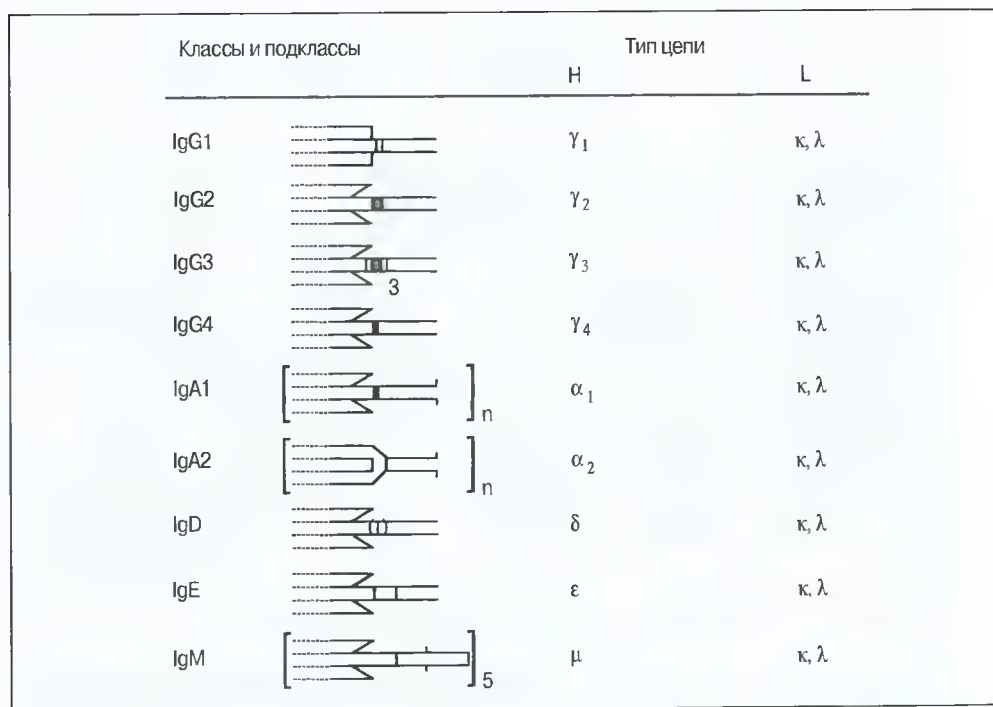 Классы и подклассы Тип цепи
H L
IgG1 γ1 κ, λ
IgG2 γ2 κ, λ
IgG3 3 γ3 κ, λ
IgG4 γ4 κ, λ
IgA1 n α1 κ, λ
IgA2 n α2 κ, λ
IgD δ κ, λ
IgE ε κ, λ
IgM 5 μ κ, λ